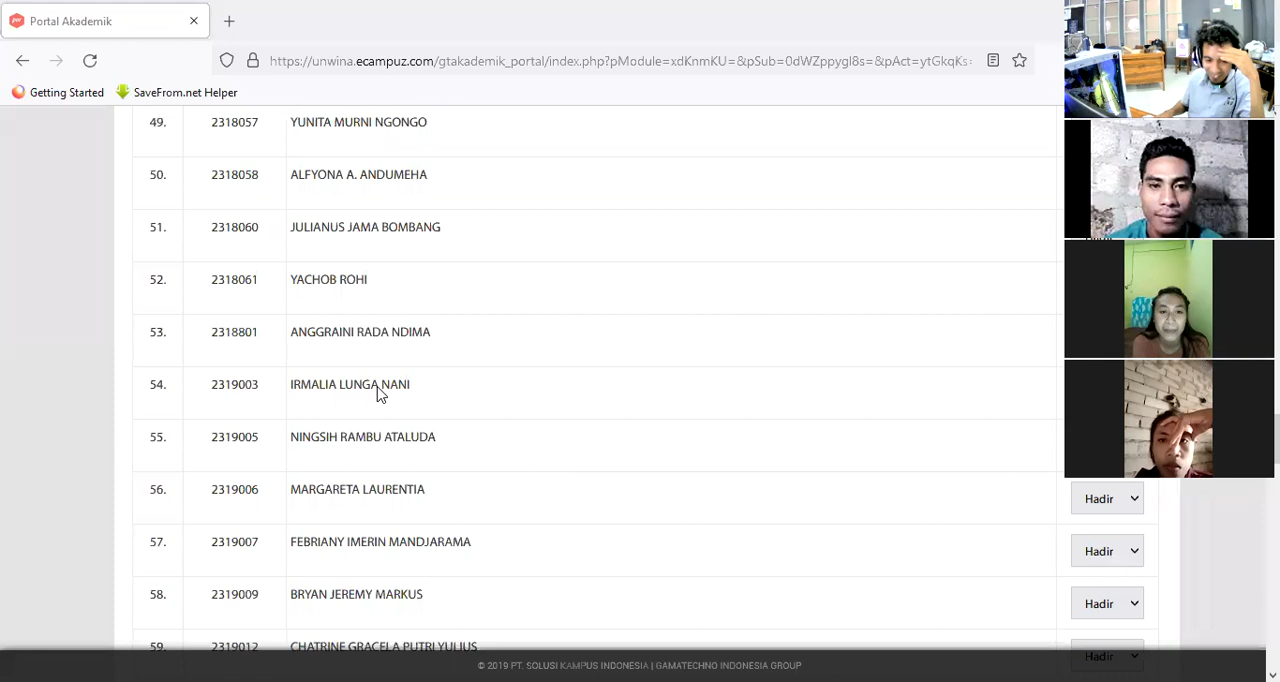 Portal Akademik
https://unwina.ecampuz.com/gtakademik_portal/index.php?pModule=xdKnmKU=&pSub=0dWZppygl8s=&pAct=ytGkqKs=
Getting Started SaveFrom.net Helper
49. 2318057 YUNITA MURNI NGONGO
50. 2318058 ALFYONA A. ANDUMEHA
51. 2318060 JULIANUS JAMA BOMBANG
52. 2318061 YACHOB ROHI
53. 2318801 ANGGRAINI RADA NDIMA
54. 2319003 IRMALIA LUNGA NANI
55. 2319005 NINGSIH RAMBU ATALUDA
56. 2319006 MARGARETA LAURENTIA Hadir
57. 2319007 FEBRIANY IMERIN MANDJARAMA Hadir
58. 2319009 BRYAN JEREMY MARKUS Hadir
59. 2319012 CHATRINE GRACELA PUTRI YULIUS Hadir
© 2019 PT. SOLUSI KAMPUS INDONESIA | GAMATECHNO INDONESIA GROUP